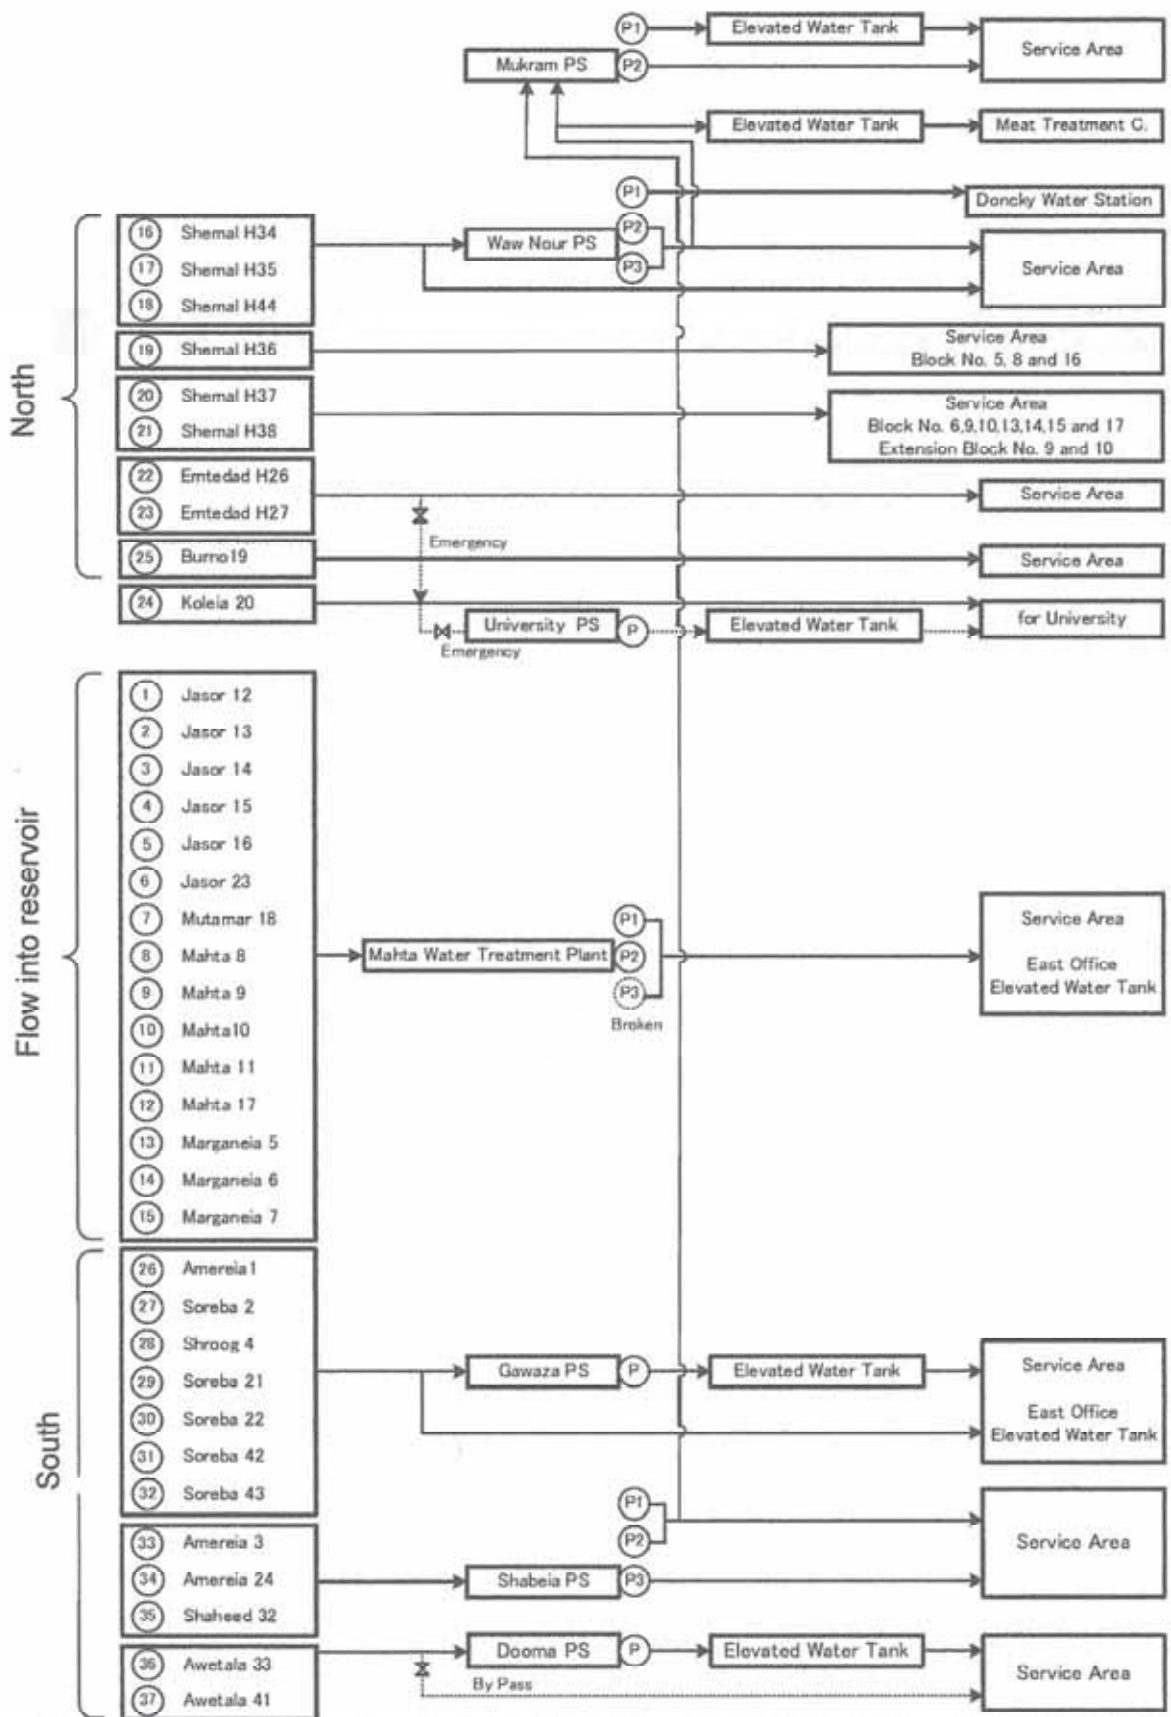 P1
Elevated Water Tank
Service Area
Mukram PS
P2
Elevated Water Tank
Meat Treatment C.
P1
Doncky Water Station
North
16 Shemal H34
17 Shemal H35
18 Shemal H44
Waw Nour PS
P2
P3
Service Area
19 Shemal H36
Service Area
Block No. 5, 8 and 16
20 Shemal H37
21 Shemal H38
Service Area
Block No. 6,9,10,13,14,15 and 17
Extension Block No. 9 and 10
22 Emtedad H26
23 Emtedad H27
Service Area
Emergency
25 Burno19
Service Area
24 Koleia 20
for University
University PS
P
Elevated Water Tank
Emergency
Flow into reservoir
1 Jasor 12
2 Jasor 13
3 Jasor 14
4 Jasor 15
5 Jasor 16
6 Jasor 23
7 Mutamar 18
8 Mahta 8
9 Mahta 9
10 Mahta10
11 Mahta 11
12 Mahta 17
13 Marganeia 5
14 Marganeia 6
15 Marganeia 7
Mahta Water Treatment Plant
P1
P2
P3
Broken
Service Area
East Office
Elevated Water Tank
South
26 Amereia1
27 Soreba 2
28 Shroog 4
29 Soreba 21
30 Soreba 22
31 Soreba 42
32 Soreba 43
Gawaza PS
P
Elevated Water Tank
Service Area
East Office
Elevated Water Tank
33 Amereia 3
34 Amereia 24
35 Shaheed 32
P1
P2
Shabeia PS
P3
Service Area
36 Awetala 33
37 Awetala 41
Dooma PS
P
Elevated Water Tank
By Pass
Service Area